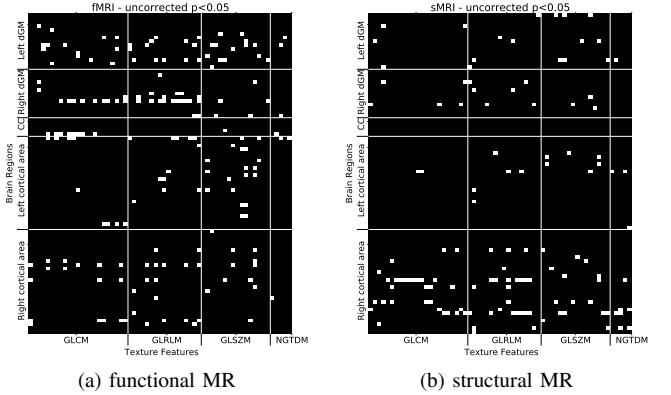 fMRI - uncorrected p<0.05
Brain Regions
Left dGM
Right dGM
CC
Left cortical area
Right cortical area
GLCM
GLRLM
GLSZM
NGTDM
Texture Features
(a) functional MR
sMRI - uncorrected p<0.05
Brain Regions
Left dGM
Right dGM
CC
Left cortical area
Right cortical area
GLCM
GLRLM
GLSZM
NGTDM
Texture Features
(b) structural MR